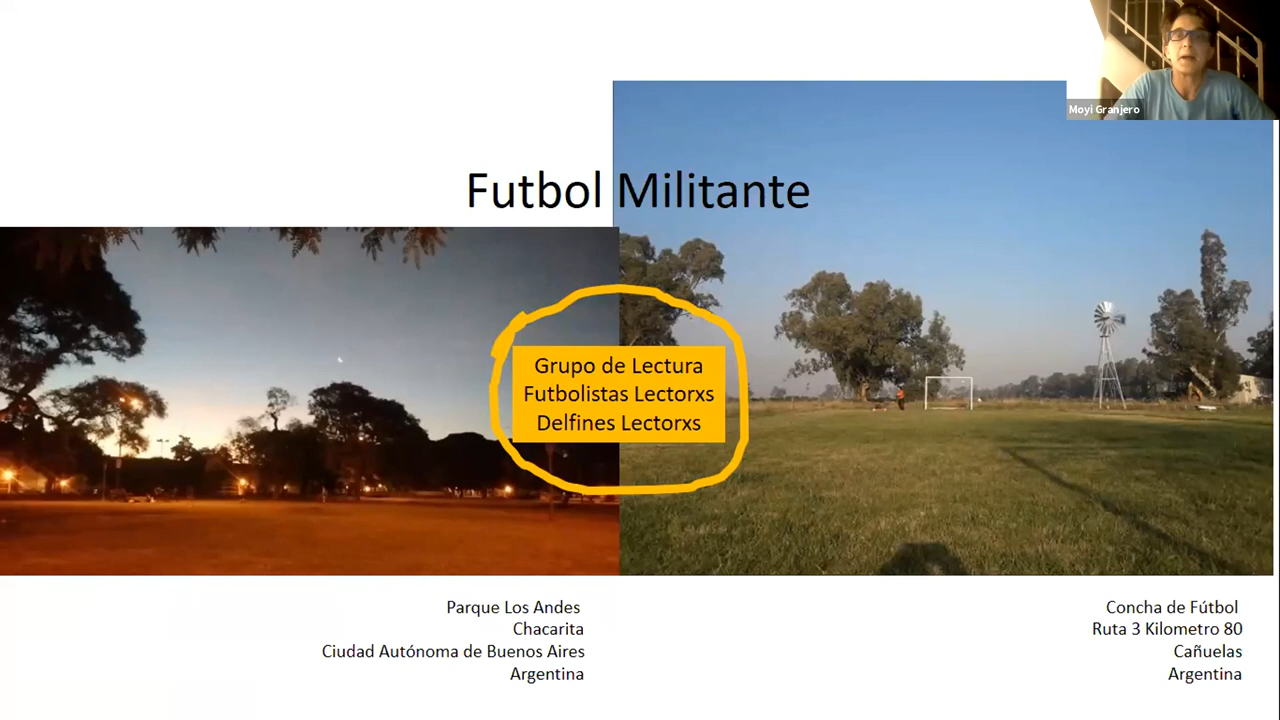 Moyi Granjero
Futbol Militante
Grupo de Lectura
Futbolistas Lectorxs
Delfines Lectorxs
Parque Los Andes
Chacarita
Ciudad Autónoma de Buenos Aires
Argentina
Concha de Fútbol
Ruta 3 Kilometro 80
Cañuelas
Argentina